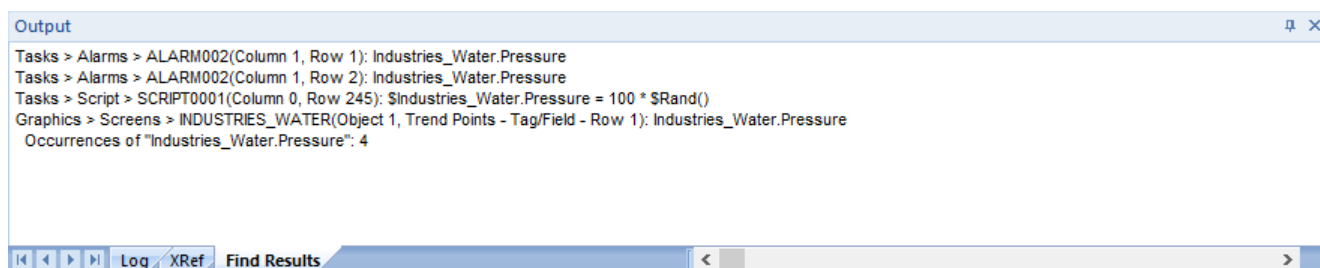 Output
Tasks > Alarms > ALARM002(Column 1, Row 1): Industries_Water.Pressure
Tasks > Alarms > ALARM002(Column 1, Row 2): Industries_Water.Pressure
Tasks > Script > SCRIPT0001(Column 0, Row 245): $Industries_Water.Pressure = 100 * $Rand()
Graphics > Screens > INDUSTRIES_WATER(Object 1, Trend Points - Tag/Field - Row 1): Industries_Water.Pressure
Occurrences of "Industries_Water.Pressure": 4
Log XRef Find Results